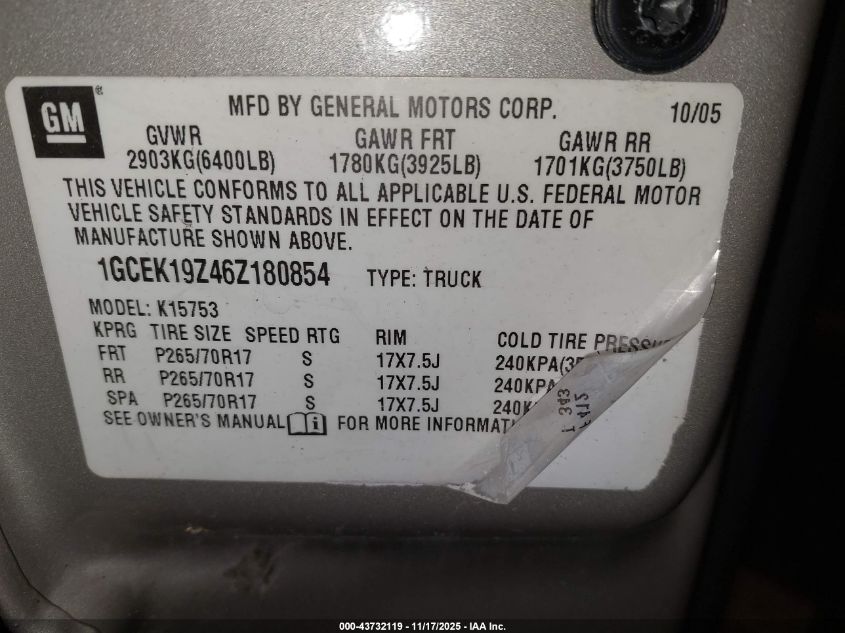 GM ®
MFD BY GENERAL MOTORS CORP. 10/05
GVWR GAWR FRT GAWR RR
2903KG(6400LB) 1780KG(3925LB) 1701KG(3750LB)
THIS VEHICLE CONFORMS TO ALL APPLICABLE U.S. FEDERAL MOTOR
VEHICLE SAFETY STANDARDS IN EFFECT ON THE DATE OF
MANUFACTURE SHOWN ABOVE.
1GCEK19Z46Z180854 TYPE: TRUCK
MODEL: K15753
KPRG TIRE SIZE SPEED RTG RIM COLD TIRE
FRT P265/70R17 S 17X7.5J 240KPA
RR P265/70R17 S 17X7.5J 240KPA
SPA P265/70R17 S 17X7.5J
SEE OWNER'S MANUAL FOR MORE
000-43732119 - 11/17/2025 - IAA Inc.